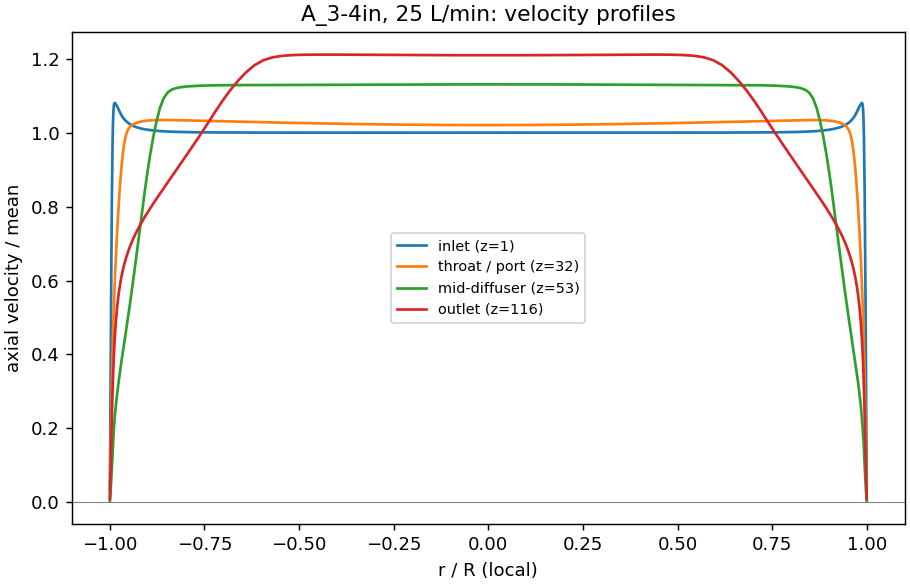 A_3-4in, 25 L/min: velocity profiles
axial velocity / mean
1.2
1.0
0.8
0.6
0.4
0.2
0.0
inlet (z=1)
throat / port (z=32)
mid-diffuser (z=53)
outlet (z=116)
−1.00 −0.75 −0.50 −0.25 0.00 0.25 0.50 0.75 1.00
r / R (local)